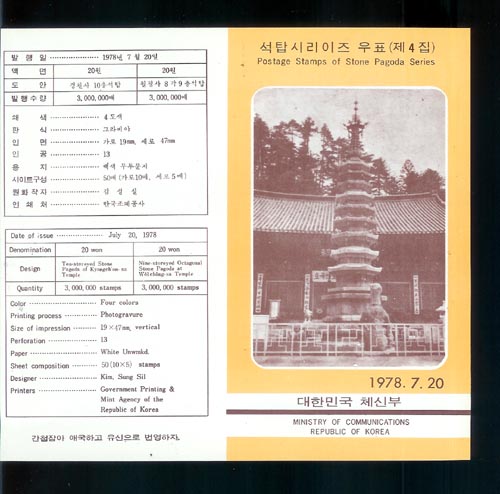 발 행 일 ·················· 1978년 7월 20일
액 면 20원 20원
도 안 경천사 10층석탑 월정사 8각9층석탑
발행수량 3,000,000매 3,000,000매
쇄 색 ·················· 4도색
판 식 ·················· 그라비아
인 면 ·················· 가로 19mm, 세로 47mm
인 공 ·················· 13
용 지 ·················· 백색 무투문지
시이트구성 ·················· 50매 (가로10매, 세로 5매)
원화작자 ·················· 김 성 실
인 쇄 처 ·················· 한국조폐공사
Date of issue ·················· July 20, 1978
Denomination 20 won 20 won
Design Ten-storeyed Stone Pagoda of Kyongch'on-sa Temple Nine-storeyed Octagonal Stone Pagoda at Wolchŏng-sa Temple
Quantity 3,000,000 stamps 3,000,000 stamps
Color ·················· Four colors
Printing process ·················· Photogravure
Size of impression ·················· 19×47mm, vertical
Perforation ·················· 13
Paper ·················· White Unwmkd.
Sheet composition ·················· 50 (10×5) stamps
Designer ·················· Kim, Sung Sil
Printers ·················· Government Printing &
Mint Agency of the
Republic of Korea
간첩잡아 애국하고 유신으로 번영하자.
석탑시리이즈 우표(제4집)
Postage Stamps of Stone Pagoda Series
1978. 7. 20
대한민국 체신부
MINISTRY OF COMMUNICATIONS
REPUBLIC OF KOREA